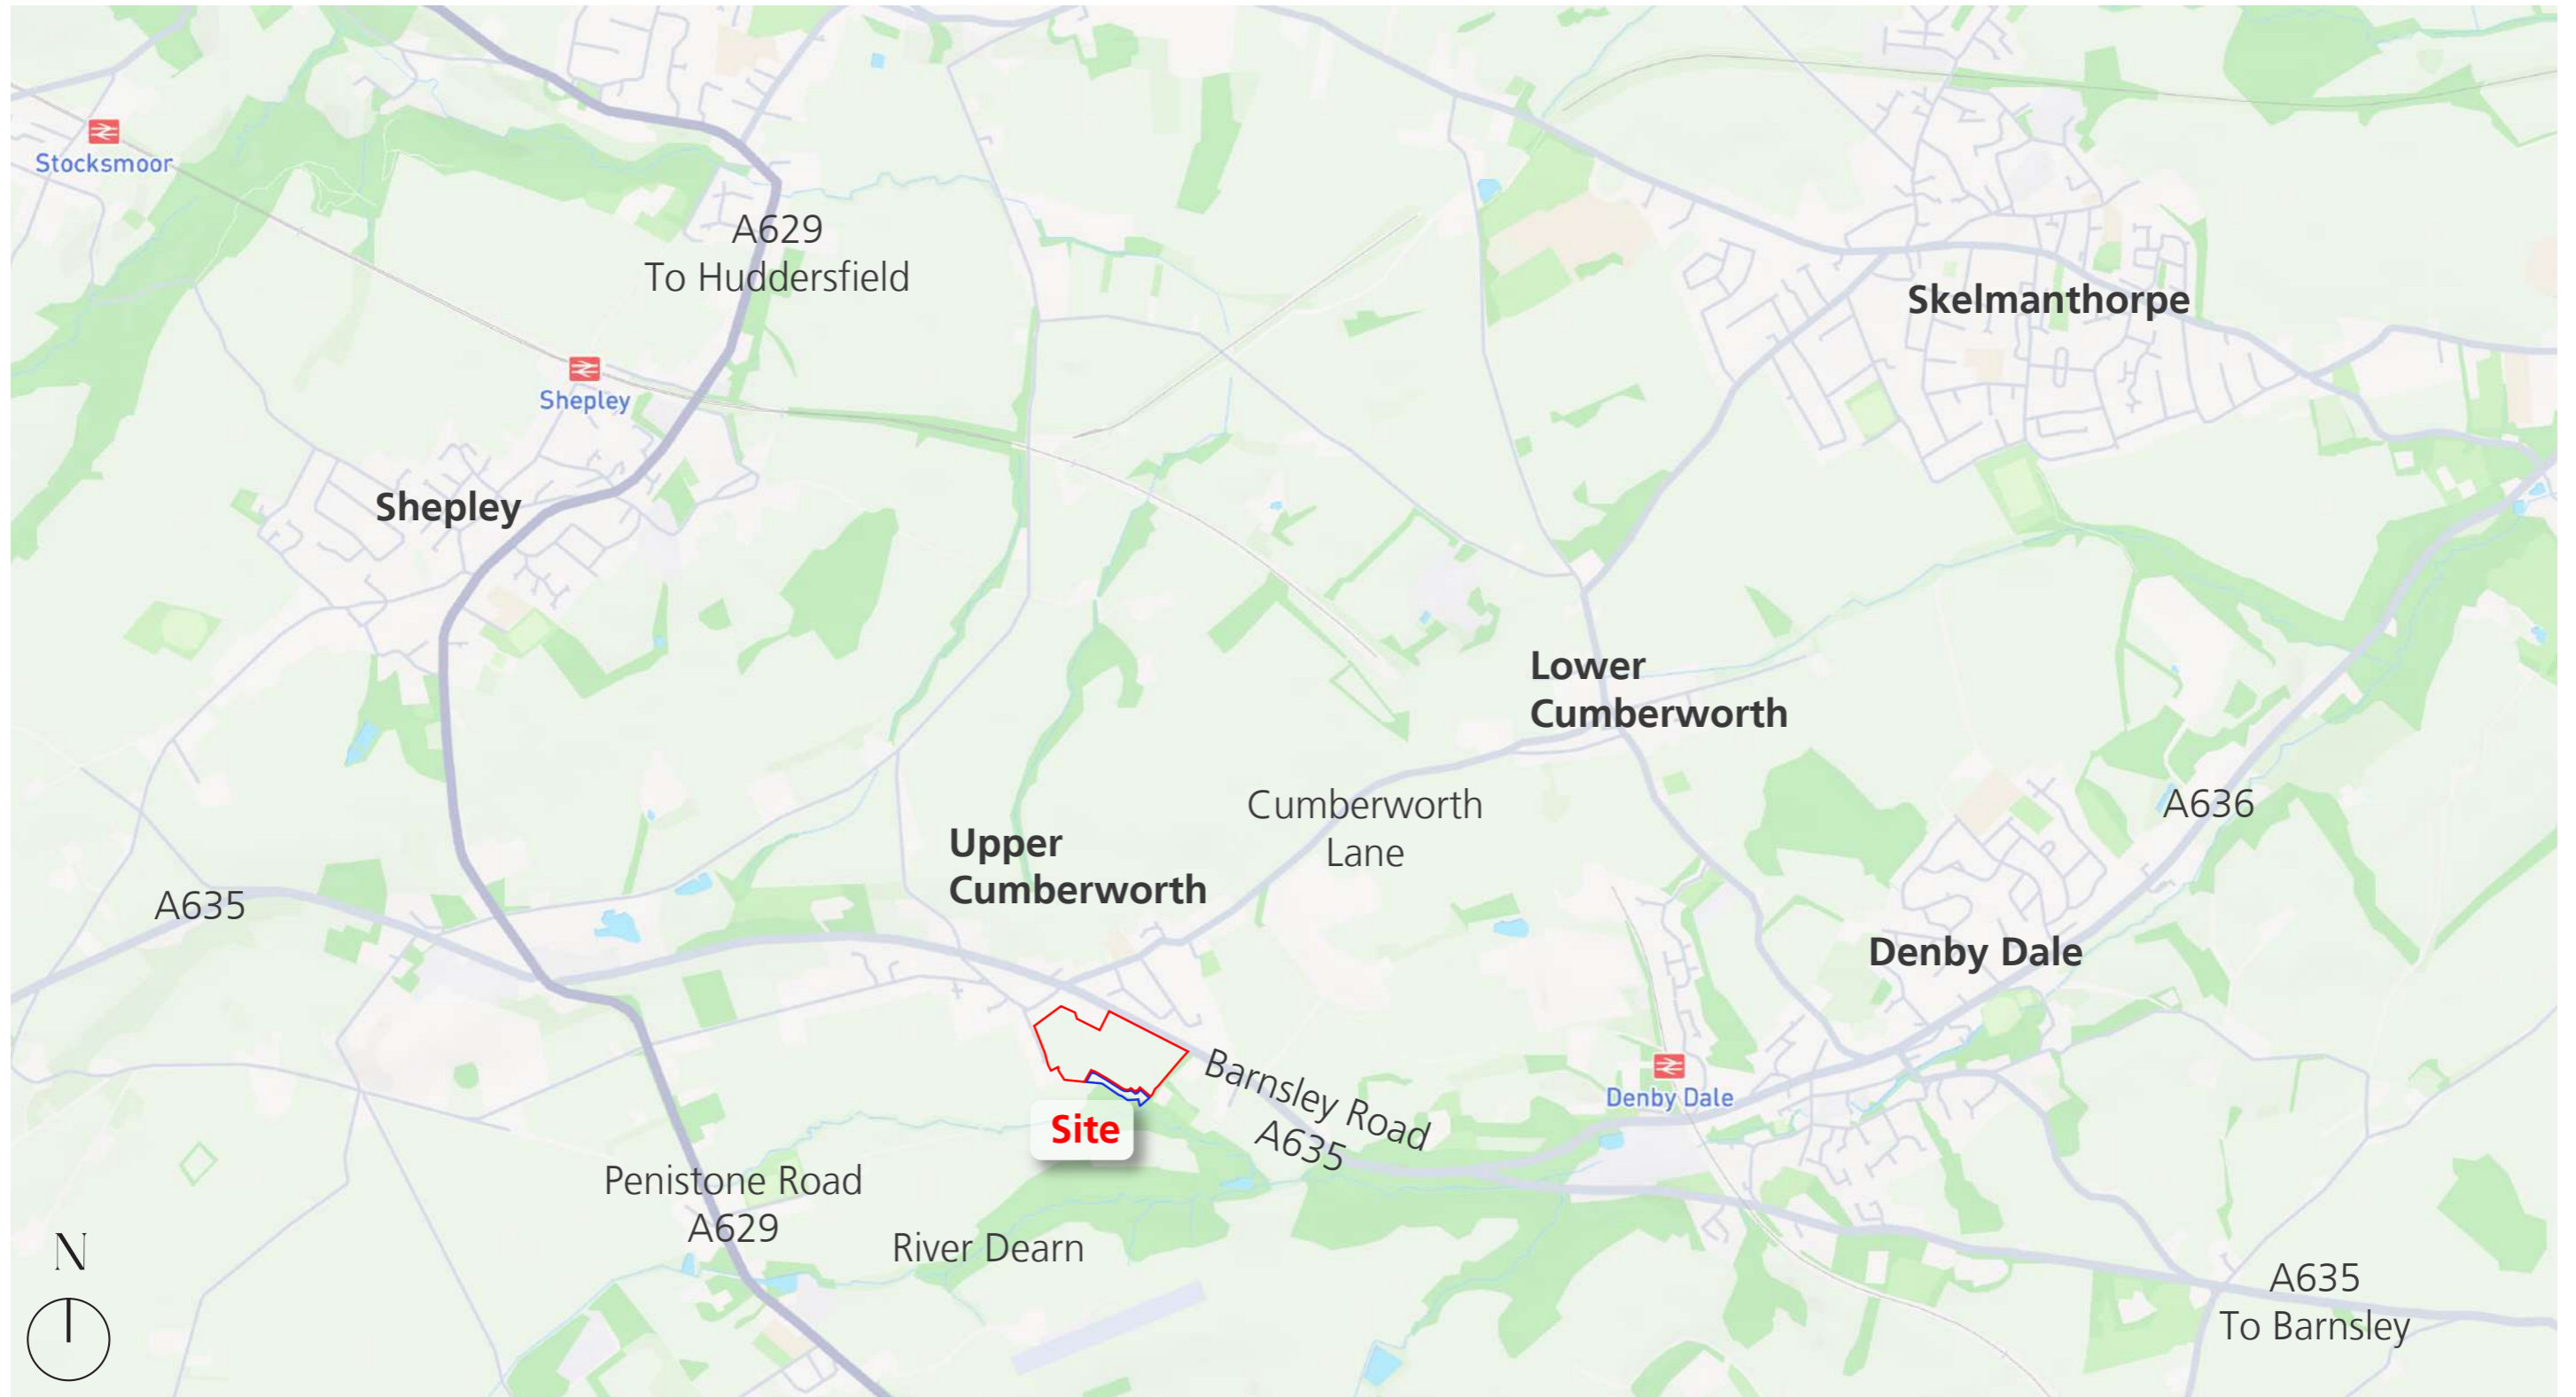 Stocksmoor
A629
To Huddersfield
Skelmanthorpe
Shepley
Shepley
Lower
Cumberworth
Cumberworth
Lane
A636
Upper
Cumberworth
A635
Denby Dale
Barnsley Road
A635
Denby Dale
Site
Penistone Road
A629
River Dearn
N
A635
To Barnsley